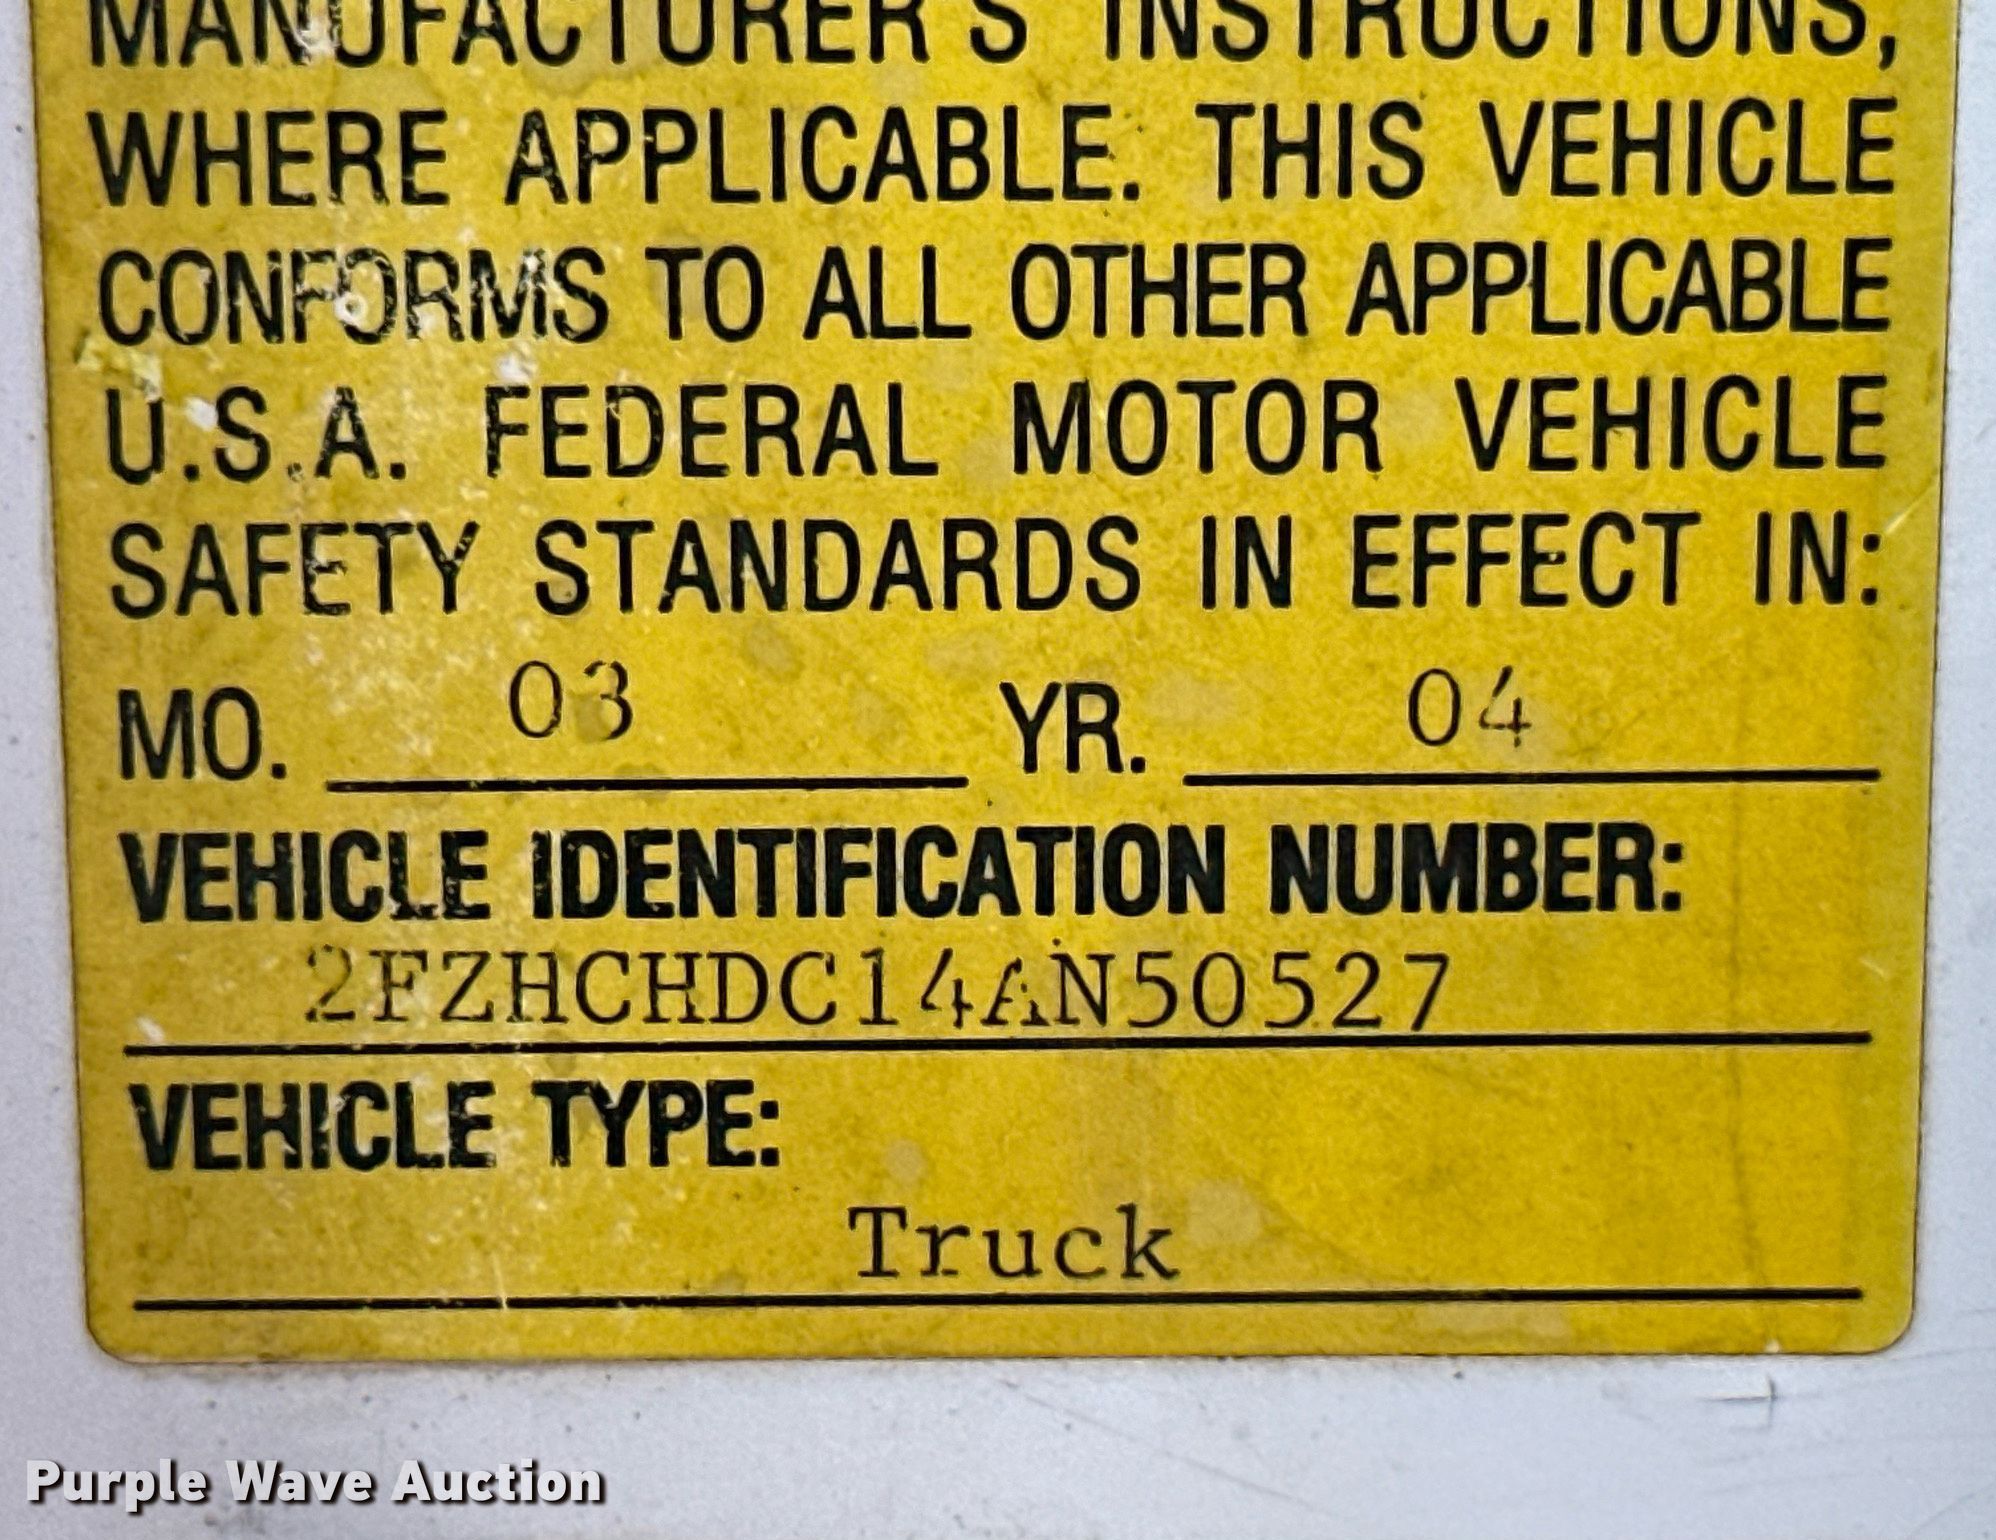 MANUFACTURER'S INSTRUCTIONS,
WHERE APPLICABLE. THIS VEHICLE
CONFORMS TO ALL OTHER APPLICABLE
U.S.A. FEDERAL MOTOR VEHICLE
SAFETY STANDARDS IN EFFECT IN:
MO. 03 YR. 04
VEHICLE IDENTIFICATION NUMBER:
2FZHCHDC14AN50527
VEHICLE TYPE:
Truck
Purple Wave Auction